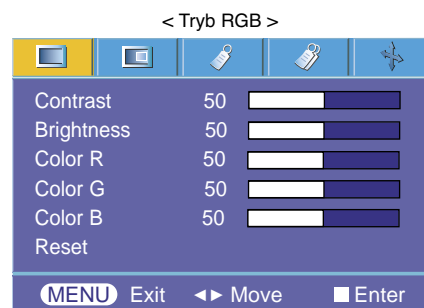 < Tryb RGB >
Contrast 50
Brightness 50
Color R 50
Color G 50
Color B 50
Reset
MENU Exit ◄► Move Enter